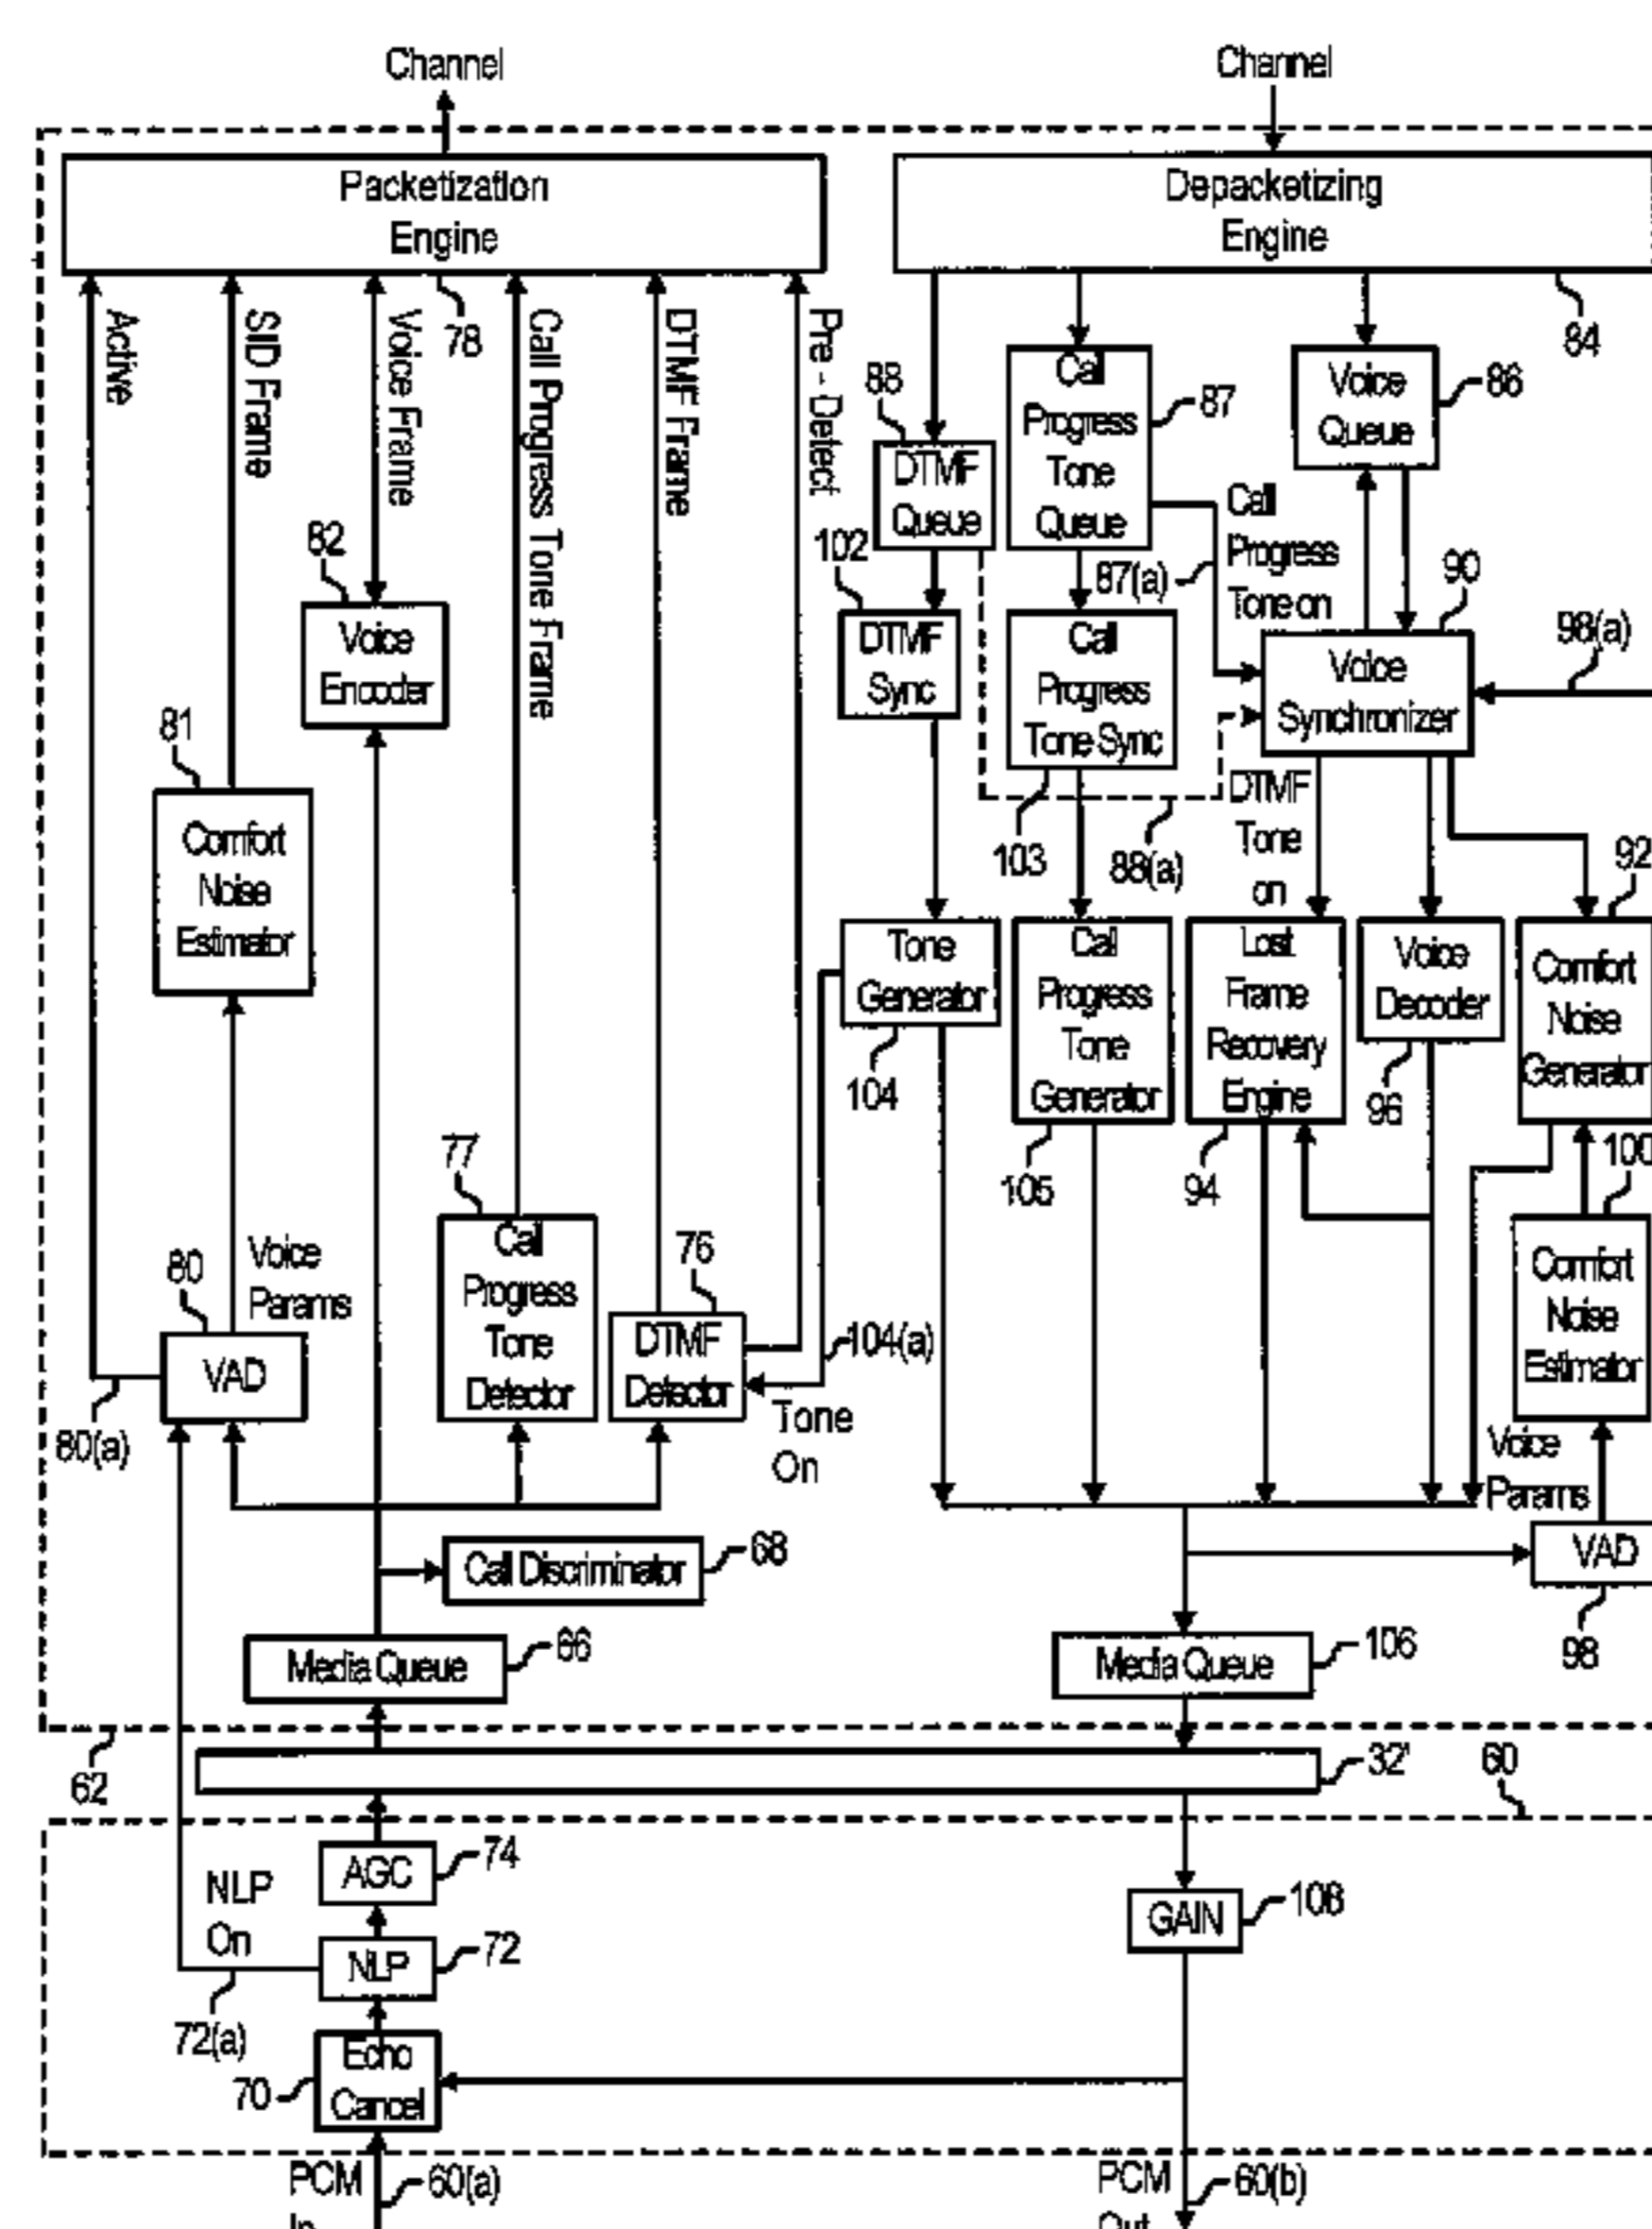 Channel
Channel
Packetization
Engine
Depacketizing
Engine
Active
SID Frame
Voice Frame
78
Call Progress Tone Frame
DTMF Frame
Pre - Detect
84
88
Call
Progress
Tone
Queue
87
Voice
Queue
86
DTMF
Queue
82
102
87(a)
Call
Progress
Tone on
90
98(a)
Voice
Encoder
DTMF
Sync
Call
Progress
Tone Sync
Voice
Synchronizer
81
Comfort
Noise
Estimator
103
88(a)
DTMF
Tone
on
92
Tone
Generator
104
Call
Progress
Tone
Generator
105
Lost
Frame
Recovery
Engine
94
Voice
Decoder
96
Comfort
Noise
Generator
100
77
Call
Progress
Tone
Detector
76
DTMF
Detector
104(a)
Tone
On
80
Voice
Params
VAD
80(a)
Comfort
Noise
Estimator
Voice
Params
VAD
98
Call Discriminator
68
Media Queue
66
Media Queue
106
62
32'
60
AGC
74
NLP
On
NLP
72
72(a)
GAIN
108
Echo
Cancel
70
PCM
In
60(a)
PCM
Out
60(b)